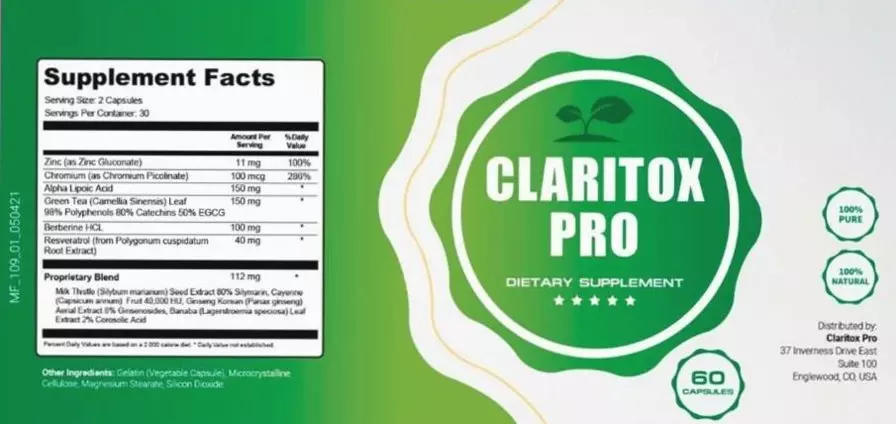 MF_109_01_050421
Supplement Facts
Serving Size: 2 Capsules
Servings Per Container: 30
Amount Per Serving %Daily Value
Zinc (as Zinc Gluconate) 11 mg 100%
Chromium (as Chromium Picolinate) 100 mcg 286%
Alpha Lipoic Acid 150 mg *
Green Tea (Camellia Sinensis) Leaf 150 mg *
98% Polyphenols 80% Catechins 50% EGCG
Berberine HCL 100 mg *
Resveratrol (from Polygonum cuspidatum 40 mg *
Root Extract)
Proprietary Blend 112 mg *
Milk Thistle (Silybum marianum) Seed Extract 80% Silymarin, Cayenne
(Capsicum annum) Fruit 40,000 HU, Ginseng Korean (Panax ginseng)
Aerial Extract 8% Ginsenosides, Banaba (Lagerstroemia speciosa) Leaf
Extract 2% Corosolic Acid
Percent Daily Values are based on a 2 000 calorie diet. * Daily Value not established.
Other Ingredients: Gelatin (Vegetable Capsule), Microcrystalline
Cellulose, Magnesium Stearate, Silicon Dioxide
CLARITOX
PRO
DIETARY SUPPLEMENT
60
CAPSULES
100%
PURE
100%
NATURAL
Distributed by:
Claritox Pro
37 Inverness Drive East
Suite 100
Englewood, CO, USA